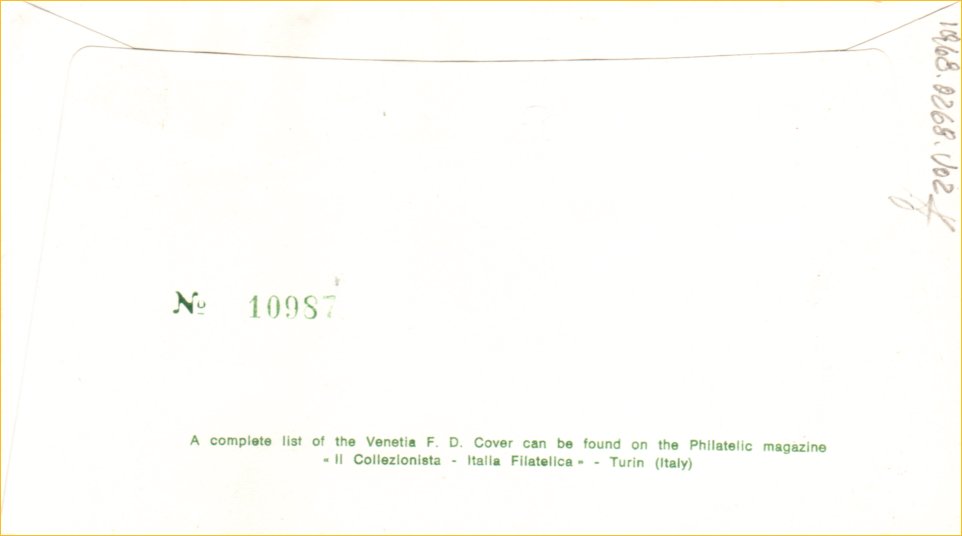 1968.0268.V02
Nº 10987
A complete list of the Venetia F. D. Cover can be found on the Philatelic magazine
« Il Collezionista - Italia Filatelica » - Turin (Italy)